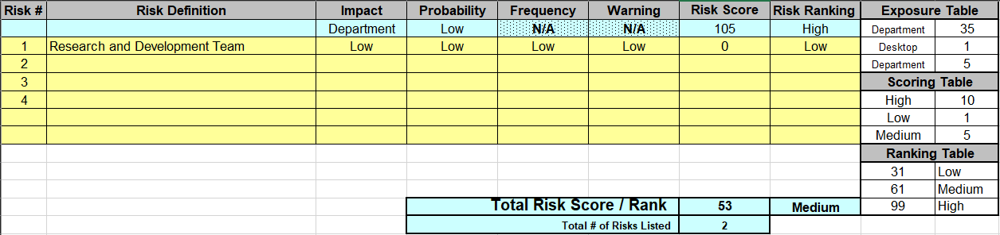 Risk # Risk Definition Impact Probability Frequency Warning Risk Score Risk Ranking Exposure Table
Department Low N/A N/A 105 High Department 35
1 Research and Development Team Low Low Low Low 0 Low Desktop 1
2 Department 5
3 Scoring Table
4 High 10
Low 1
Medium 5
Ranking Table
31 Low
61 Medium
Total Risk Score / Rank 53 Medium 99 High
Total # of Risks Listed 2